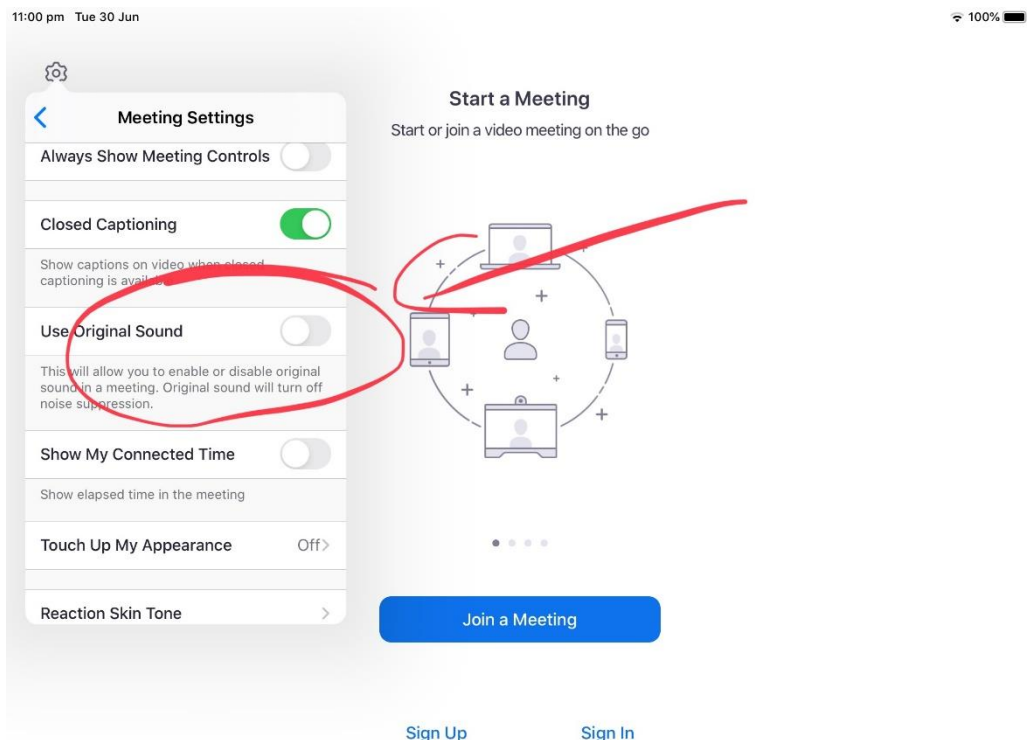 11:00 pm Tue 30 Jun
100%
Meeting Settings
Always Show Meeting Controls
Closed Captioning
Show captions on video when closed
captioning is available
Use Original Sound
This will allow you to enable or disable original
sound in a meeting. Original sound will turn off
noise suppression.
Show My Connected Time
Show elapsed time in the meeting
Touch Up My Appearance Off
Reaction Skin Tone
Start a Meeting
Start or join a video meeting on the go
Join a Meeting
Sign Up Sign In